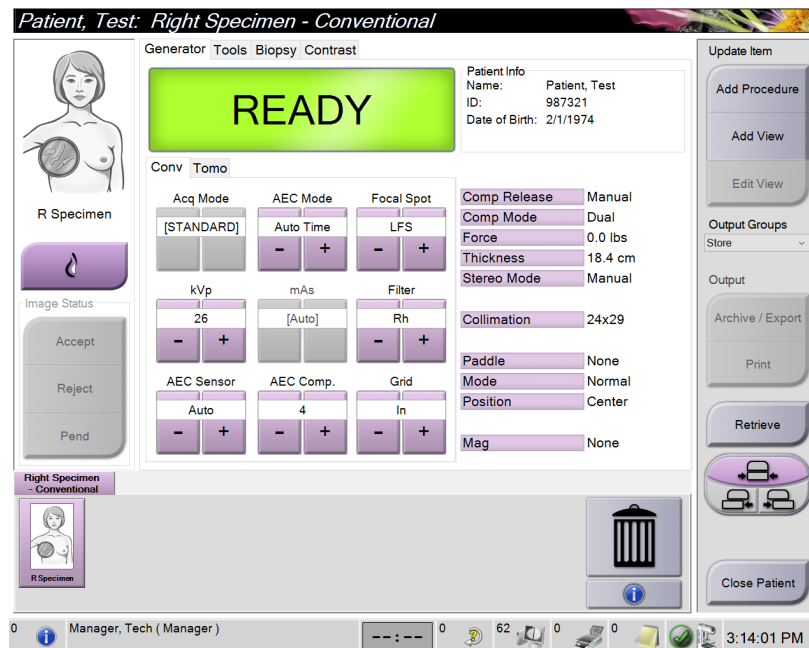 Patient, Test: Right Specimen - Conventional
Generator Tools Biopsy Contrast
READY
Patient Info
Name: Patient, Test
ID: 987321
Date of Birth: 2/1/1974
R Specimen
Image Status
Accept
Reject
Pend
Conv Tomo
Acq Mode AEC Mode Focal Spot
[STANDARD] Auto Time LFS
- + - +
kVp mAs Filter
26 [Auto] Rh
- + - +
AEC Sensor AEC Comp. Grid
Auto 4 In
- + - + - +
Comp Release Manual
Comp Mode Dual
Force 0.0 lbs
Thickness 18.4 cm
Stereo Mode Manual
Collimation 24x29
Paddle None
Mode Normal
Position Center
Mag None
Update Item
Add Procedure
Add View
Edit View
Output Groups
Store
Output
Archive / Export
Print
Retrieve
Close Patient
Right Specimen
- Conventional
R Specimen
0 Manager, Tech ( Manager ) --:-- 0 62 0 0 3:14:01 PM